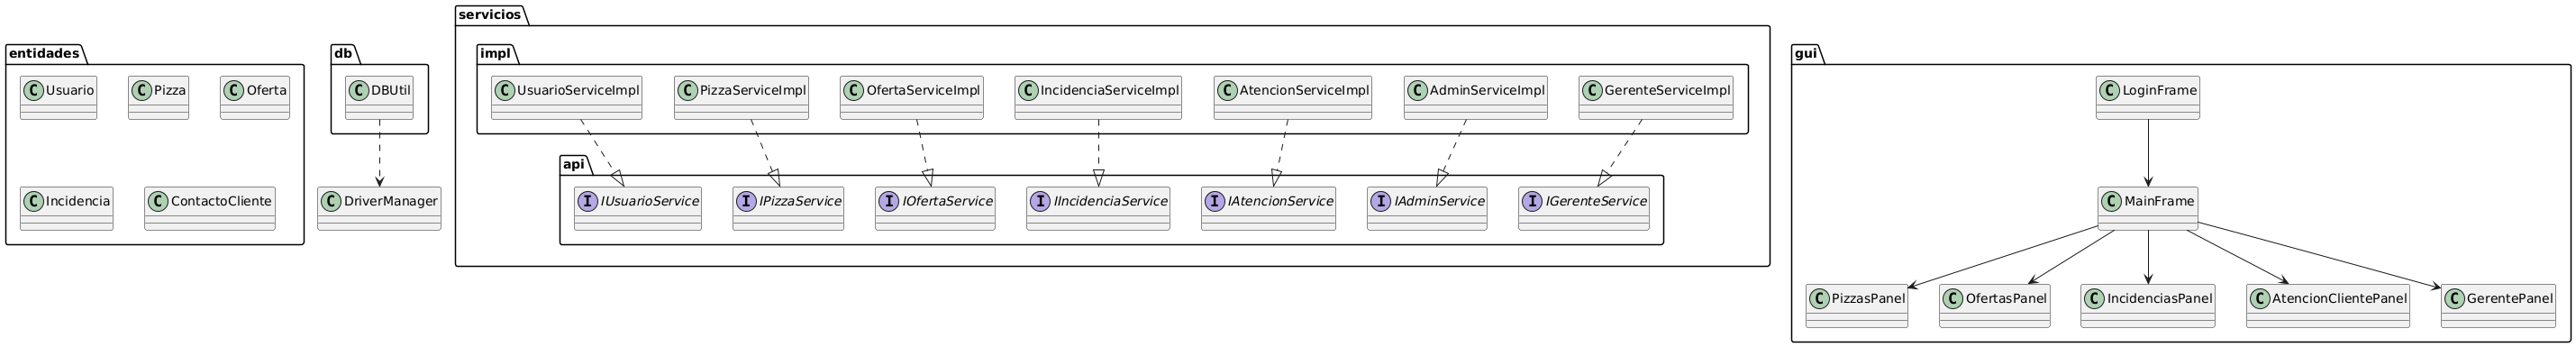 entidades
C Usuario
C Pizza
C Oferta
C Incidencia
C ContactoCliente
db
C DBUtil
C DriverManager
servicios
impl
C UsuarioServiceImpl
C PizzaServiceImpl
C OfertaServiceImpl
C IncidenciaServiceImpl
C AtencionServiceImpl
C AdminServiceImpl
C GerenteServiceImpl
api
I IUsuarioService
I IPizzaService
I IOfertaService
I IIncidenciaService
I IAtencionService
I IAdminService
I IGerenteService
gui
C LoginFrame
C MainFrame
C PizzasPanel
C OfertasPanel
C IncidenciasPanel
C AtencionClientePanel
C GerentePanel